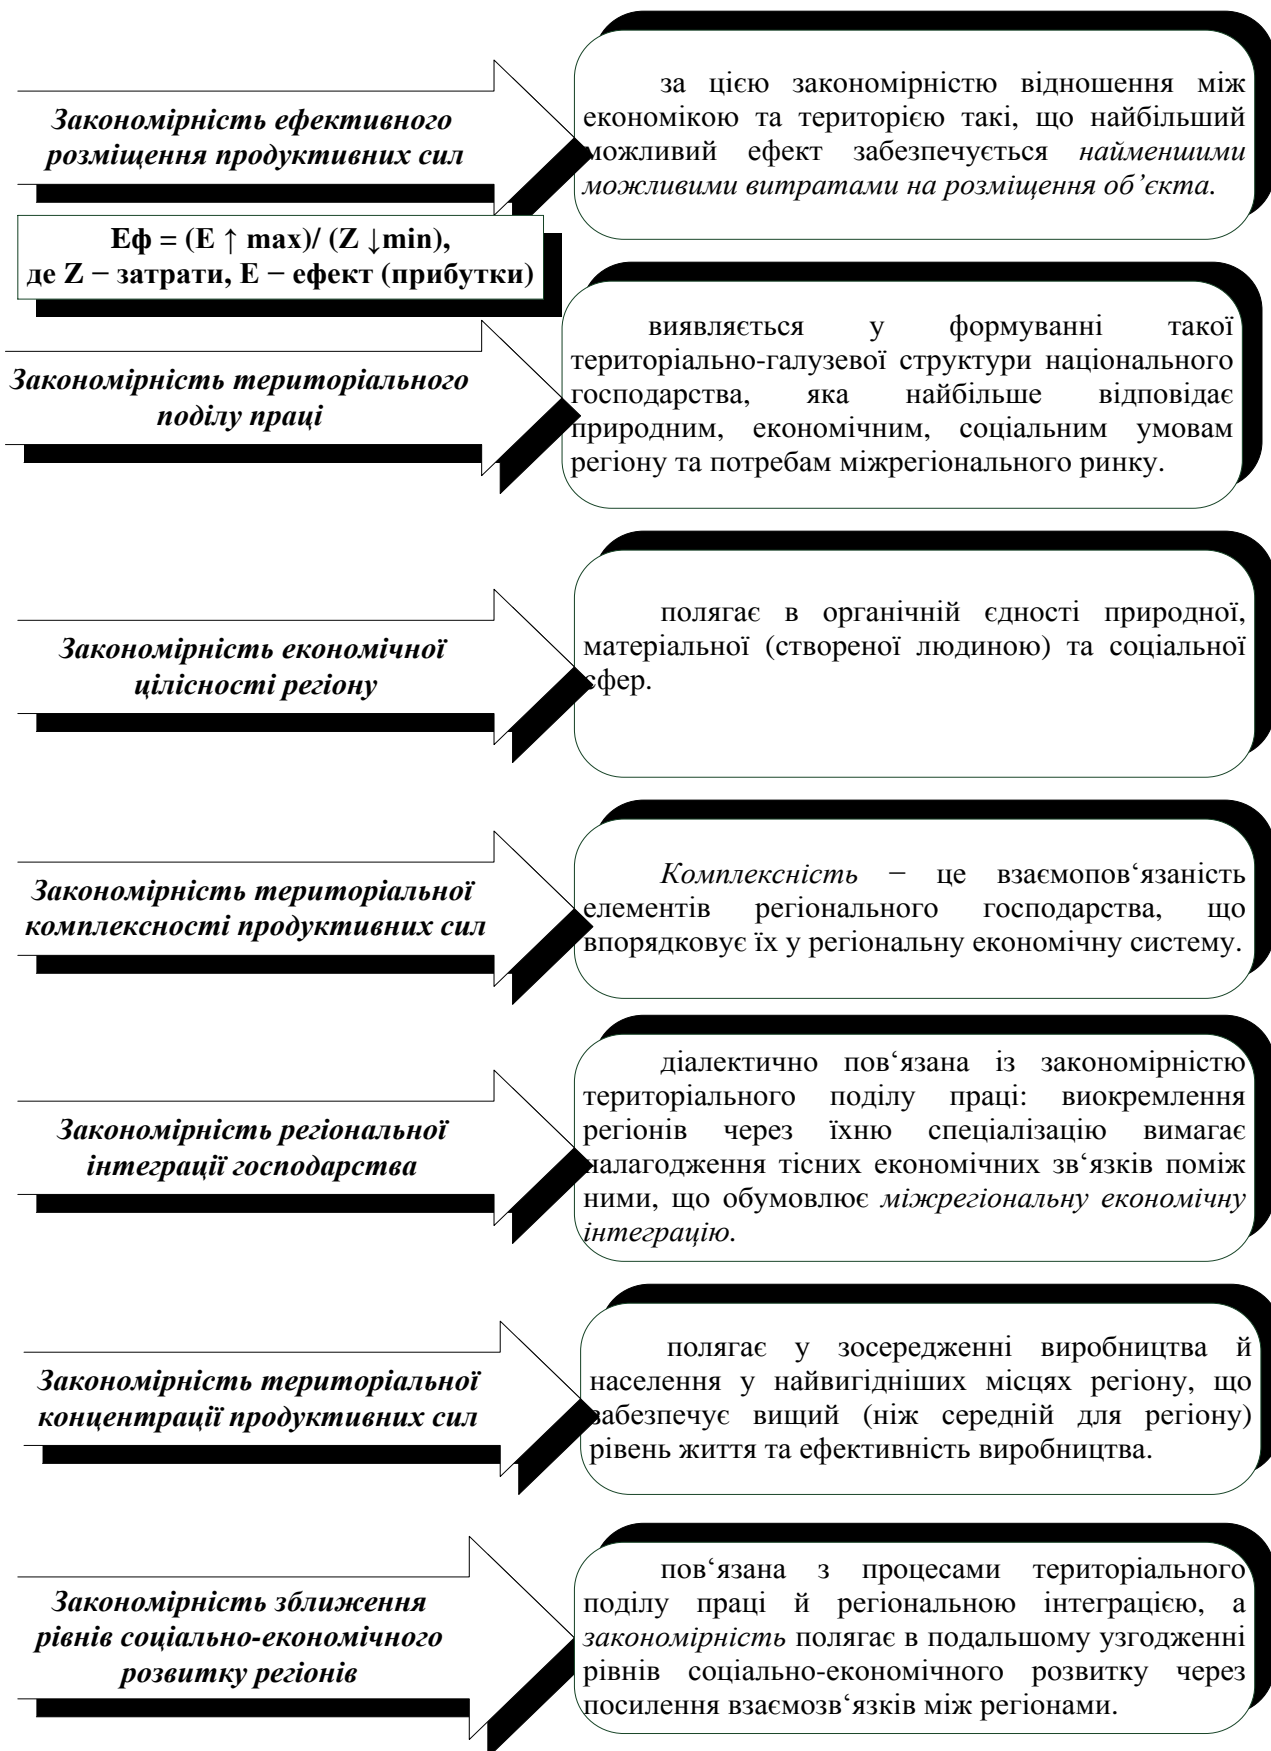 Закономірність ефективного
розміщення продуктивних сил
за цією закономірністю відношення між
економікою та територією такі, що найбільший
можливий ефект забезпечується найменшими
можливими витратами на розміщення об’єкта.
Еф = (Е ↑ max)/ (Z ↓min),
де Z − затрати, Е − ефект (прибутки)
Закономірність територіального
поділу праці
виявляється у формуванні такої
територіально-галузевої структури національного
господарства, яка найбільше відповідає
природним, економічним, соціальним умовам
регіону та потребам міжрегіонального ринку.
Закономірність економічної
цілісності регіону
полягає в органічній єдності природної,
матеріальної (створеної людиною) та соціальної
сфер.
Закономірність територіальної
комплексності продуктивних сил
Комплексність − це взаємопов‘язаність
елементів регіонального господарства, що
впорядковує їх у регіональну економічну систему.
Закономірність регіональної
інтеграції господарства
діалектично пов‘язана із закономірністю
територіального поділу праці: виокремлення
регіонів через їхню спеціалізацію вимагає
налагодження тісних економічних зв‘язків поміж
ними, що обумовлює міжрегіональну економічну
інтеграцію.
Закономірність територіальної
концентрації продуктивних сил
полягає у зосередженні виробництва й
населення у найвигідніших місцях регіону, що
забезпечує вищий (ніж середній для регіону)
рівень життя та ефективність виробництва.
Закономірність зближення
рівнів соціально-економічного
розвитку регіонів
пов‘язана з процесами територіального
поділу праці й регіональною інтеграцією, а
закономірність полягає в подальшому узгодженні
рівнів соціально-економічного розвитку через
посилення взаємозв‘язків між регіонами.